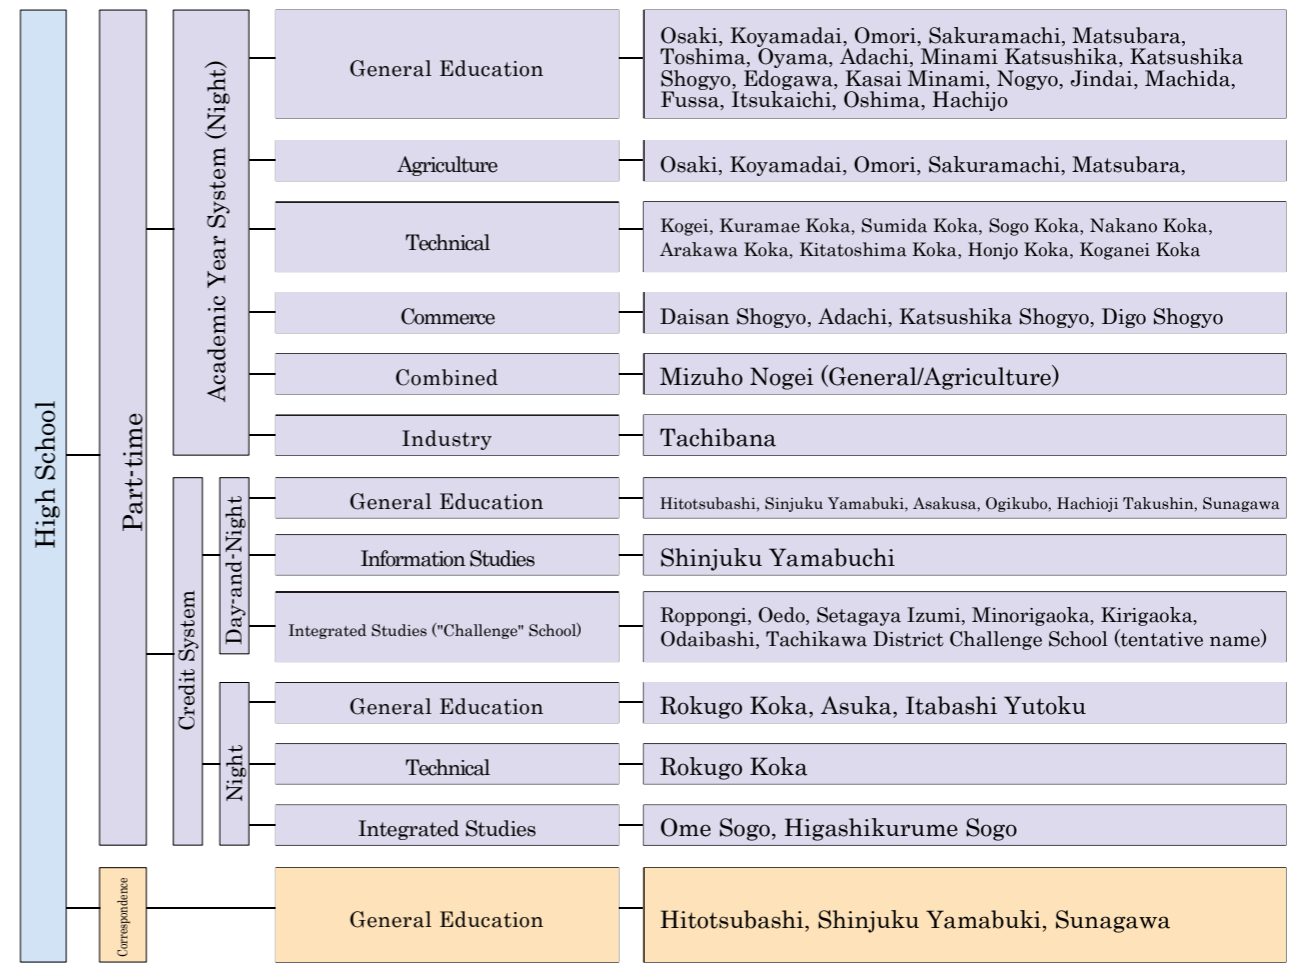 High School
Part-time
Academic Year System (Night)
General Education
Osaki, Koyamadai, Omori, Sakuramachi, Matsubara,
Toshima, Oyama, Adachi, Minami Katsushika, Katsushika
Shogyo, Edogawa, Kasai Minami, Nogyo, Jindai, Machida,
Fussa, Itsukaichi, Oshima, Hachijo
Agriculture
Osaki, Koyamadai, Omori, Sakuramachi, Matsubara,
Technical
Kogei, Kuramae Koka, Sumida Koka, Sogo Koka, Nakano Koka,
Arakawa Koka, Kitatoshima Koka, Honjo Koka, Koganei Koka
Commerce
Daisan Shogyo, Adachi, Katsushika Shogyo, Digo Shogyo
Combined
Mizuho Nogei (General/Agriculture)
Industry
Tachibana
Credit System
Day-and-Night
General Education
Hitotsubashi, Sinjuku Yamabuki, Asakusa, Ogikubo, Hachioji Takushin, Sunagawa
Information Studies
Shinjuku Yamabuchi
Integrated Studies ("Challenge" School)
Roppongi, Oedo, Setagaya Izumi, Minorigaoka, Kirigaoka,
Odaibashi, Tachikawa District Challenge School (tentative name)
Night
General Education
Rokugo Koka, Asuka, Itabashi Yutoku
Technical
Rokugo Koka
Integrated Studies
Ome Sogo, Higashikurume Sogo
Correspondence
General Education
Hitotsubashi, Shinjuku Yamabuki, Sunagawa